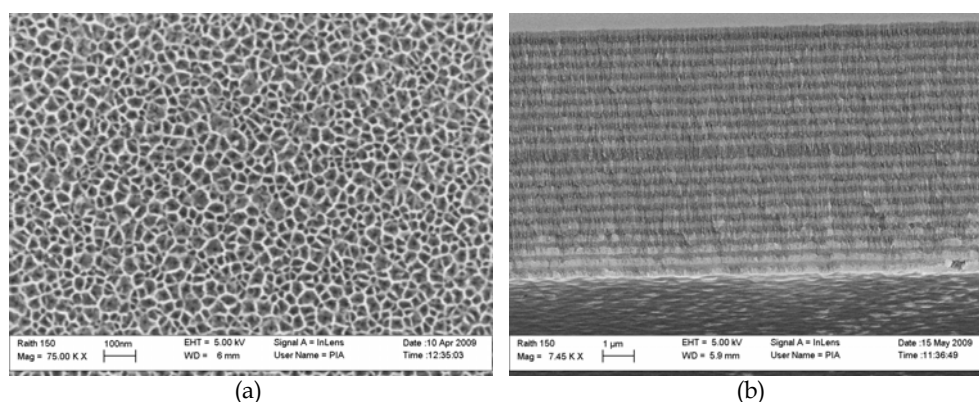 Raith 150 100nm EHT = 5.00 kV Signal A = InLens Date :10 Apr 2009
Mag = 75.00 K X WD = 6 mm User Name = PIA Time :12:35:03
Raith 150 1 µm EHT = 5.00 kV Signal A = InLens Date :15 May 2009
Mag = 7.45 K X WD = 5.9 mm User Name = PIA Time :11:36:49
(a)
(b)